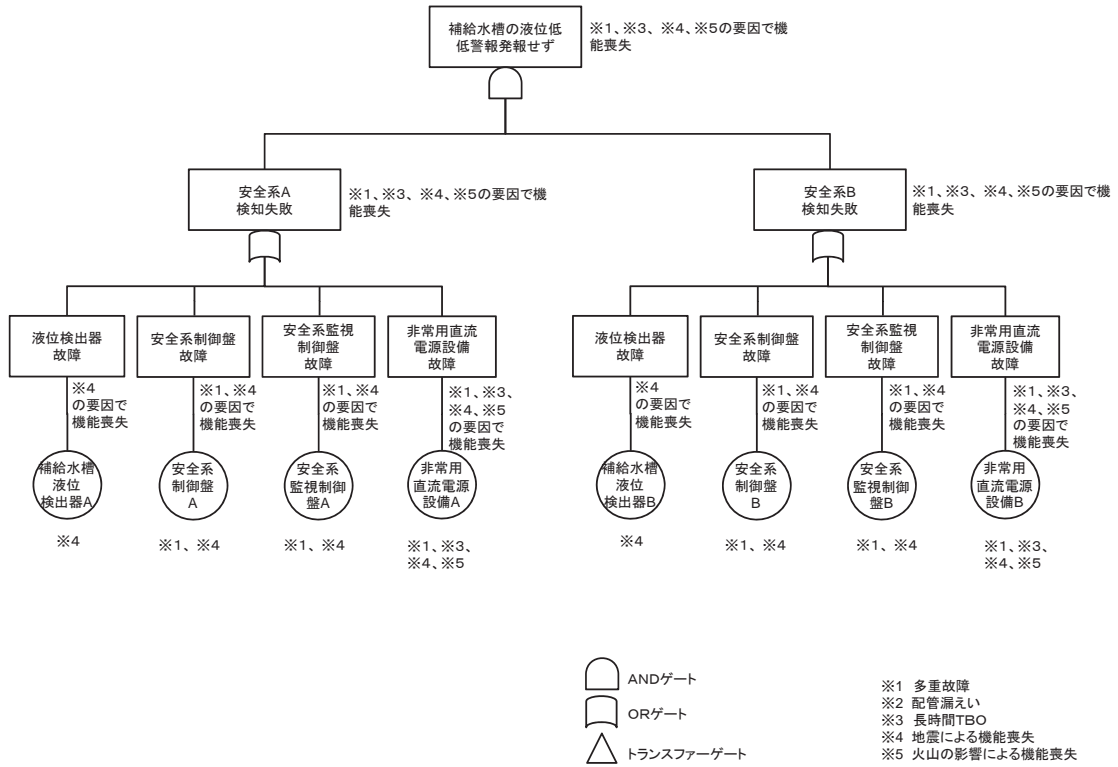 補給水槽の液位低
低警報発報せず
※1、※3、※4、※5の要因で機
能喪失
安全系A
検知失敗
※1、※3、※4、※5の要因で機
能喪失
安全系B
検知失敗
※1、※3、※4、※5の要因で機
能喪失
液位検出器
故障
安全系制御盤
故障
安全系監視
制御盤
故障
非常用直流
電源設備
故障
液位検出器
故障
安全系制御盤
故障
安全系監視
制御盤
故障
非常用直流
電源設備
故障
※4
の要因で
機能喪失
※1、※4
の要因で
機能喪失
※1、※4
の要因で
機能喪失
※1、※3、
※4、※5
の要因で
機能喪失
※4
の要因で
機能喪失
※1、※4
の要因で
機能喪失
※1、※4
の要因で
機能喪失
※1、※3、
※4、※5
の要因で
機能喪失
補給水槽
液位
検出器A
安全系
制御盤
A
安全系
監視制御
盤A
非常用
直流電源
設備A
補給水槽
液位
検出器B
安全系
制御盤
B
安全系
監視制御
盤B
非常用
直流電源
設備B
※4
※1、※4
※1、※4
※1、※3、
※4、※5
※4
※1、※4
※1、※4
※1、※3、
※4、※5
ANDゲート
ORゲート
トランスファーゲート
※1 多重故障
※2 配管漏えい
※3 長時間TBO
※4 地震による機能喪失
※5 火山の影響による機能喪失